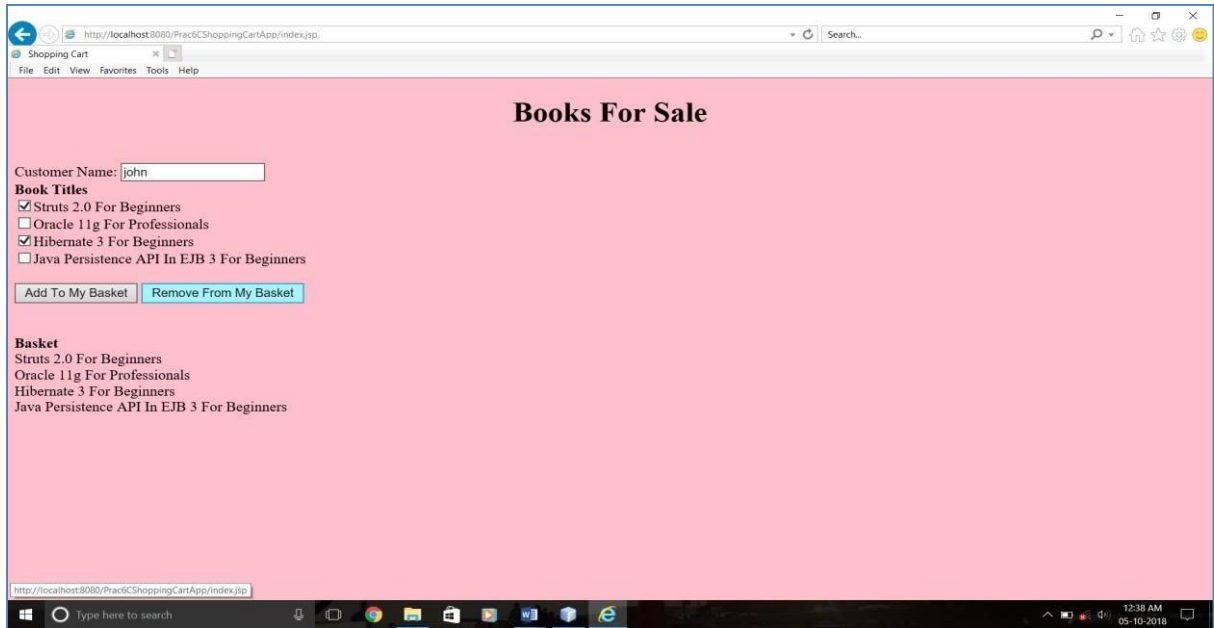 http://localhost:8080/Prac6CShoppingCartApp/index.jsp
Search...
Shopping Cart
File Edit View Favorites Tools Help
Books For Sale
Customer Name: john
Book Titles
Struts 2.0 For Beginners
Oracle 11g For Professionals
Hibernate 3 For Beginners
Java Persistence API In EJB 3 For Beginners
Add To My Basket Remove From My Basket
Basket
Struts 2.0 For Beginners
Oracle 11g For Professionals
Hibernate 3 For Beginners
Java Persistence API In EJB 3 For Beginners
http://localhost:8080/Prac6CShoppingCartApp/index.jsp
Type here to search
12:38 AM
05-10-2018